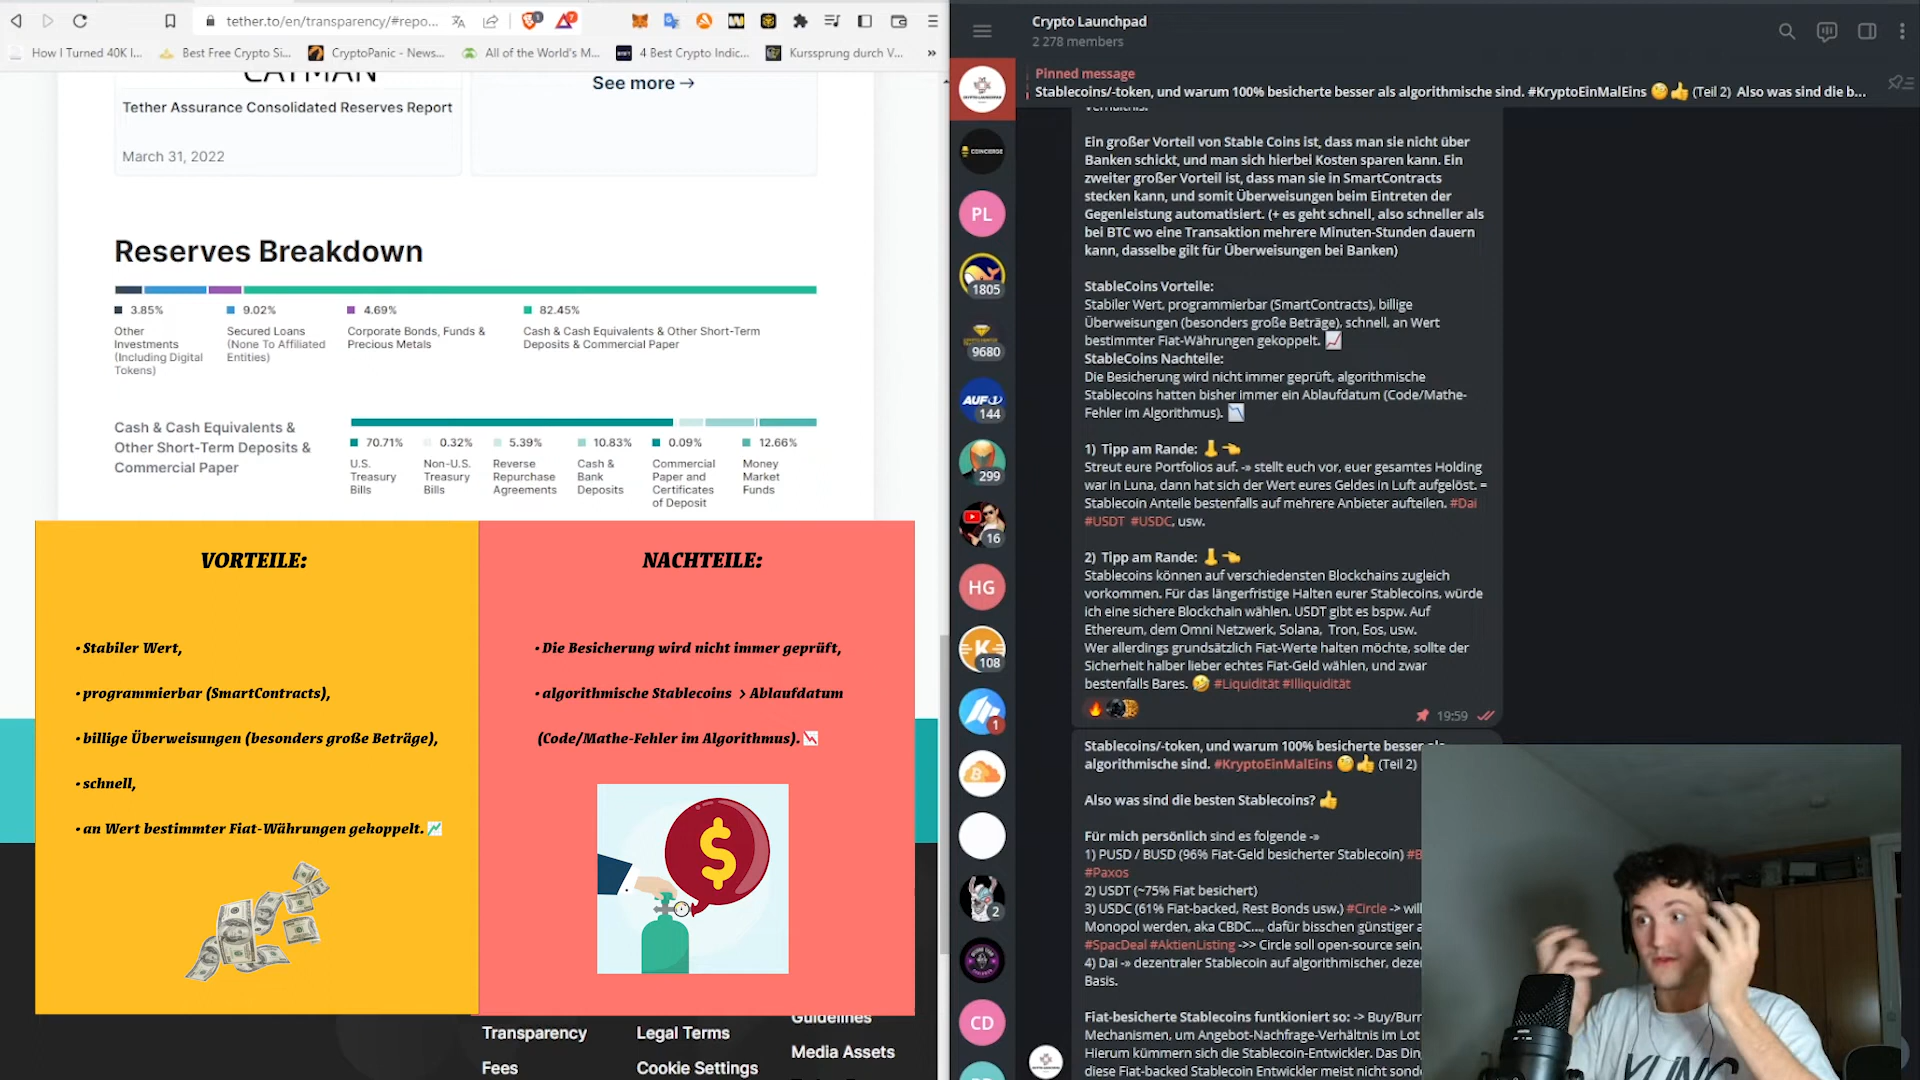 tether.to/en/transparency/#repo...
How I Turned 40K I...
Best Free Crypto Si...
CryptoPanic - News...
All of the World's M...
4 Best Crypto Indic...
Kurssprung durch V...
»
CAYMAN
Tether Assurance Consolidated Reserves Report
March 31, 2022
See more →
Reserves Breakdown
3.85%
Other
Investments
(Including Digital
Tokens)
9.02%
Secured Loans
(None To Affiliated
Entities)
4.69%
Corporate Bonds, Funds &
Precious Metals
82.45%
Cash & Cash Equivalents & Other Short-Term
Deposits & Commercial Paper
Cash & Cash Equivalents &
Other Short-Term Deposits &
Commercial Paper
70.71%
U.S.
Treasury
Bills
0.32%
Non-U.S.
Treasury
Bills
5.39%
Reverse
Repurchase
Agreements
10.83%
Cash &
Bank
Deposits
0.09%
Commercial
Paper and
Certificates
of Deposit
12.66%
Money
Market
Funds
VORTEILE:
• Stabiler Wert,
• programmierbar (SmartContracts),
• billige Überweisungen (besonders große Beträge),
• schnell,
• an Wert bestimmter Fiat-Währungen gekoppelt. 📈
NACHTEILE:
• Die Besicherung wird nicht immer geprüft,
• algorithmische Stablecoins > Ablaufdatum
(Code/Mathe-Fehler im Algorithmus). 📉
$
Transparency
Fees
Legal Terms
Cookie Settings
Guidelines
Media Assets
Crypto Launchpad
2 278 members
Pinned message
Stablecoins/-token, und warum 100% besicherte besser als algorithmische sind. #KryptoEinMalEins 🧐👍 (Teil 2) Also was sind die b...
CONCIERGE
PL
1805
9680
AUF
144
299
16
HG
K
108
1
2
CD
Verhältnis.
Ein großer Vorteil von Stable Coins ist, dass man sie nicht über
Banken schickt, und man sich hierbei Kosten sparen kann. Ein
zweiter großer Vorteil ist, dass man sie in SmartContracts
stecken kann, und somit Überweisungen beim Eintreten der
Gegenleistung automatisiert. (+ es geht schnell, also schneller als
bei BTC wo eine Transaktion mehrere Minuten-Stunden dauern
kann, dasselbe gilt für Überweisungen bei Banken)
StableCoins Vorteile:
Stabiler Wert, programmierbar (SmartContracts), billige
Überweisungen (besonders große Beträge), schnell, an Wert
bestimmter Fiat-Währungen gekoppelt. 📈
StableCoins Nachteile:
Die Besicherung wird nicht immer geprüft, algorithmische
Stablecoins hatten bisher immer ein Ablaufdatum (Code/Mathe-
Fehler im Algorithmus). 📉
1) Tipp am Rande: 👃👈
Streut eure Portfolios auf. -» stellt euch vor, euer gesamtes Holding
war in Luna, dann hat sich der Wert eures Geldes in Luft aufgelöst. =
Stablecoin Anteile bestenfalls auf mehrere Anbieter aufteilen. #Dai
#USDT #USDC, usw.
2) Tipp am Rande: 👃👈
Stablecoins können auf verschiedensten Blockchains zugleich
vorkommen. Für das längerfristige Halten eurer Stablecoins, würde
ich eine sichere Blockchain wählen. USDT gibt es bspw. Auf
Ethereum, dem Omni Netzwerk, Solana, Tron, Eos, usw.
Wer allerdings grundsätzlich Fiat-Werte halten möchte, sollte der
Sicherheit halber lieber echtes Fiat-Geld wählen, und zwar
bestenfalls Bares. 🤣 #Liquidität #Illiquidität
19:59
Stablecoins/-token, und warum 100% besicherte besser als
algorithmische sind. #KryptoEinMalEins 🧐👍 (Teil 2)
Also was sind die besten Stablecoins? 👍
Für mich persönlich sind es folgende -»
1) PUSD / BUSD (96% Fiat-Geld besicherter Stablecoin) #B
#Paxos
2) USDT (~75% Fiat besichert)
3) USDC (61% Fiat-backed, Rest Bonds usw.) #Circle -> will
Monopol werden, aka CBDC..., dafür bisschen günstiger a
#SpacDeal #AktienListing ->> Circle soll open-source sein.
4) Dai -» dezentraler Stablecoin auf algorithmischer, deze
Basis.
Fiat-besicherte Stablecoins funtkioniert so: -> Buy/Burn
Mechanismen, um Angebot-Nachfrage-Verhältnis im Lot
Hierum kümmern sich die Stablecoin-Entwickler. Das Din
diese Fiat-backed Stablecoin Entwickler meist nicht sonde